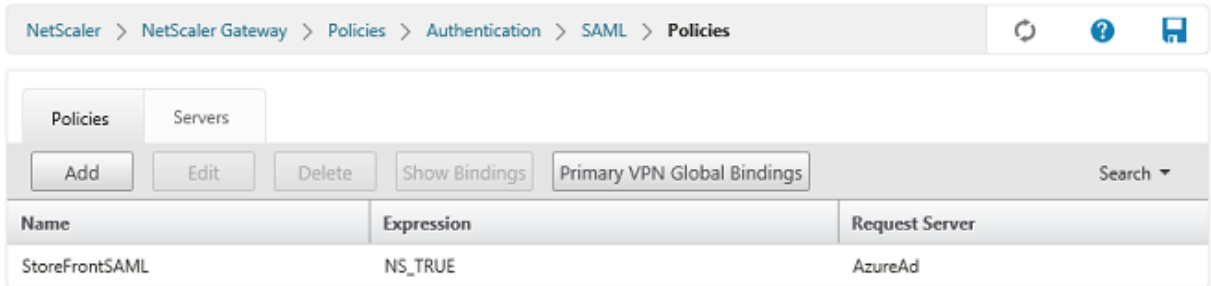 NetScaler > NetScaler Gateway > Policies > Authentication > SAML > Policies
Policies Servers
Add Edit Delete Show Bindings Primary VPN Global Bindings Search
Name Expression Request Server
StoreFrontSAML NS_TRUE AzureAd